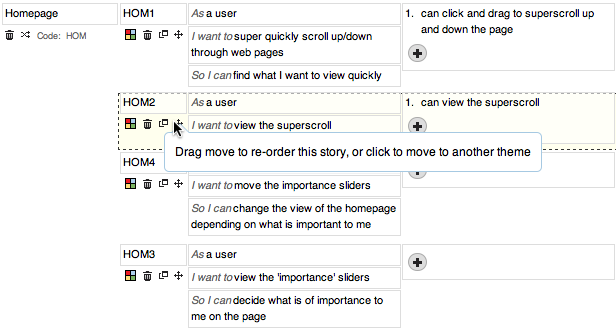 Homepage
Code: HOM
HOM1
As a user
I want to super quickly scroll up/down
through web pages
So I can find what I want to view quickly
1. can click and drag to superscroll up
and down the page
HOM2
As a user
I want to view the superscroll
1. can view the superscroll
Drag move to re-order this story, or click to move to another theme
HOM4
I want to move the importance sliders
So I can change the view of the homepage
depending on what is important to me
HOM3
As a user
I want to view the 'importance' sliders
So I can decide what is of importance to
me on the page